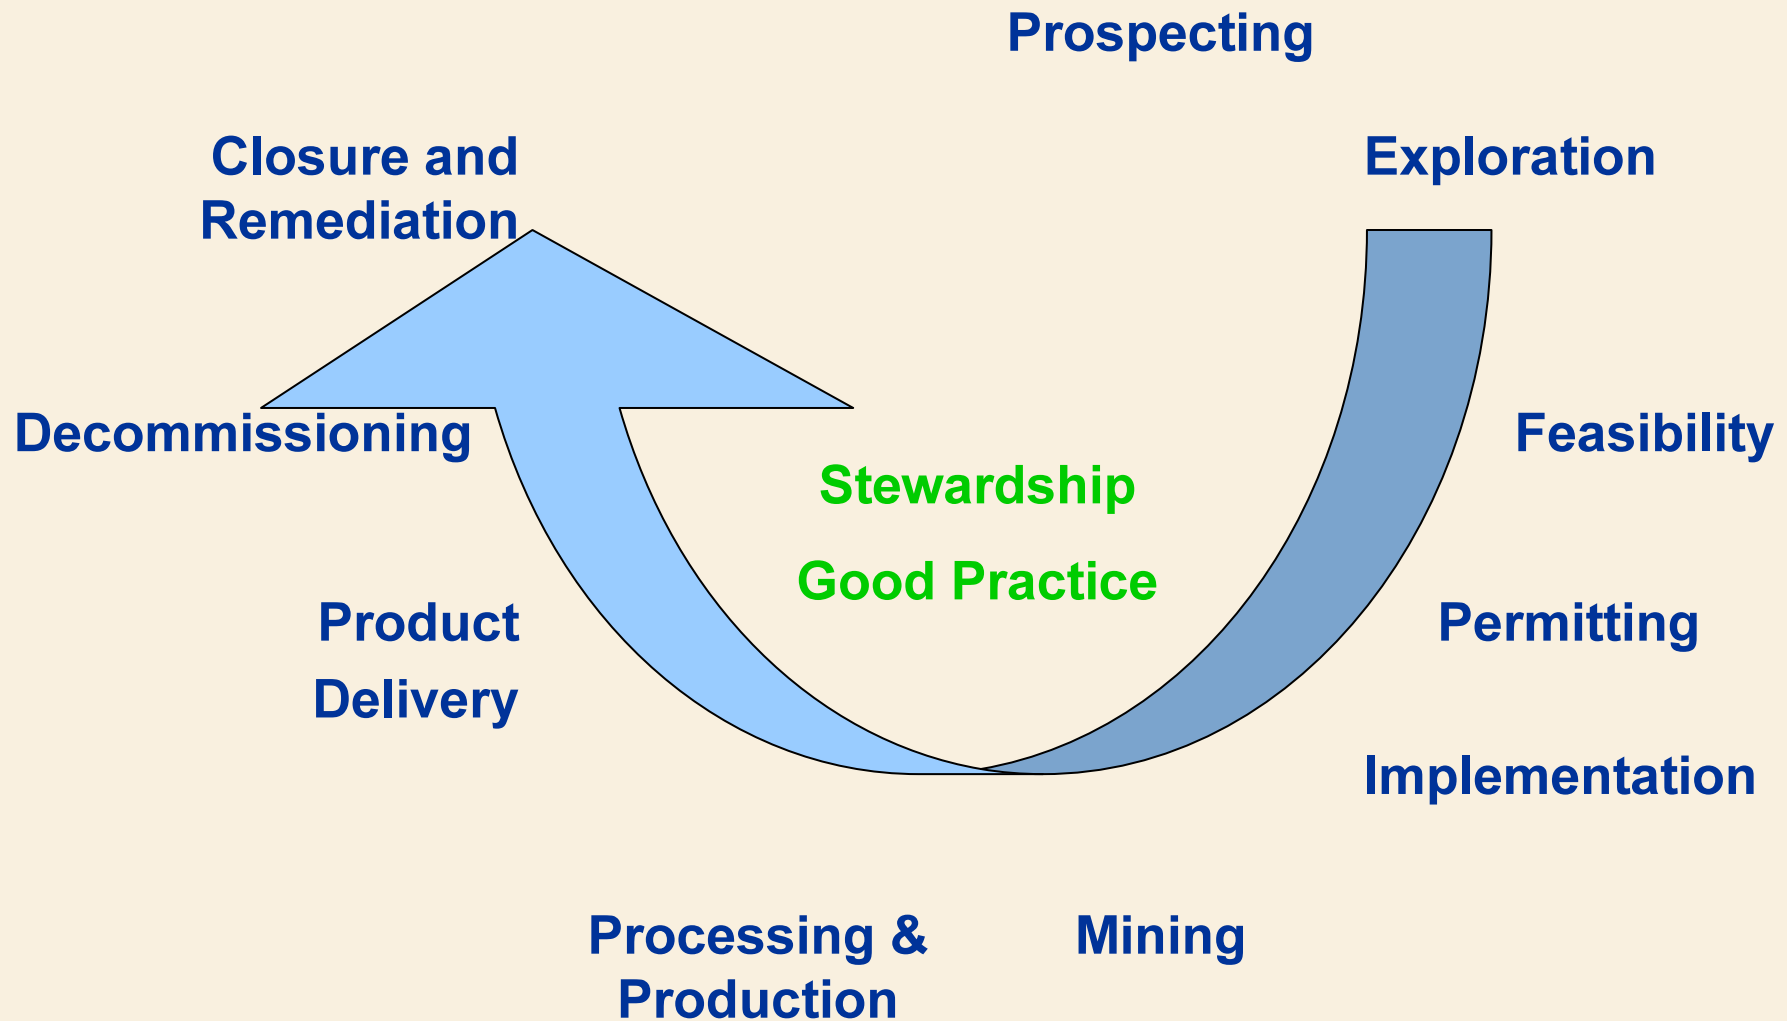 Prospecting
Closure and
Remediation
Exploration
Decommissioning
Feasibility
Stewardship
Good Practice
Product
Delivery
Permitting
Implementation
Processing &
Production
Mining